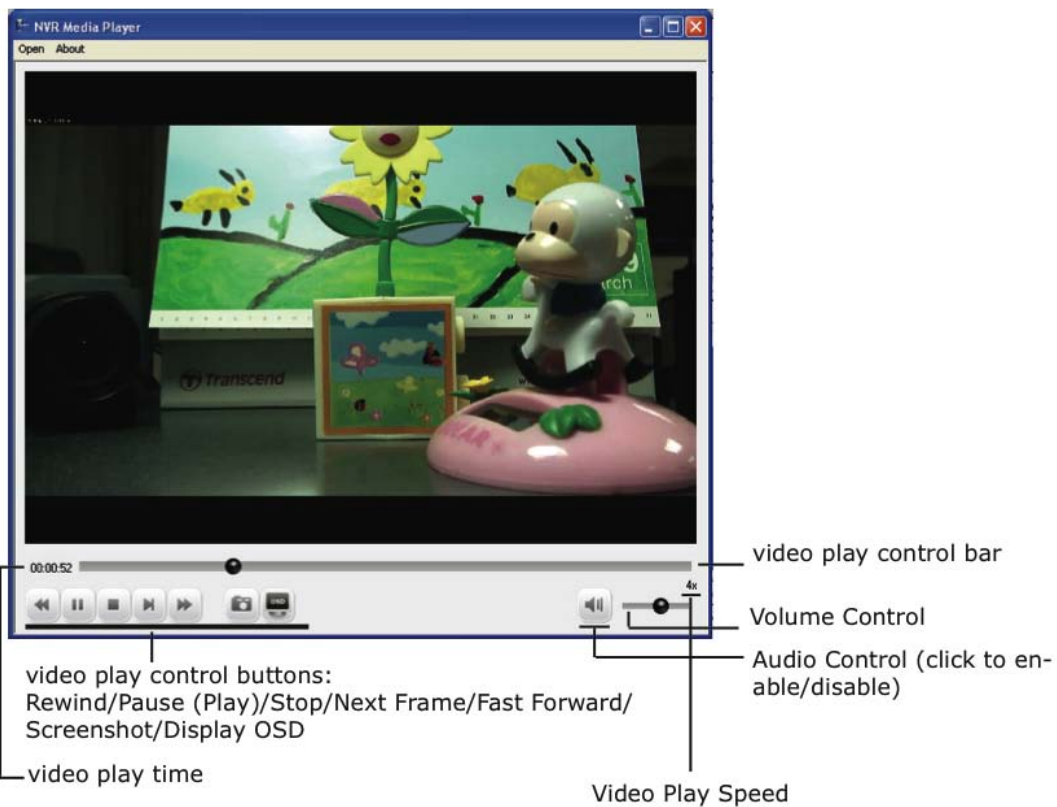 NVR Media Player
Open About
Transcend
00:00:52
4x
OSD
video play control bar
Volume Control
Audio Control (click to en-
able/disable)
video play control buttons:
Rewind/Pause (Play)/Stop/Next Frame/Fast Forward/
Screenshot/Display OSD
video play time
Video Play Speed